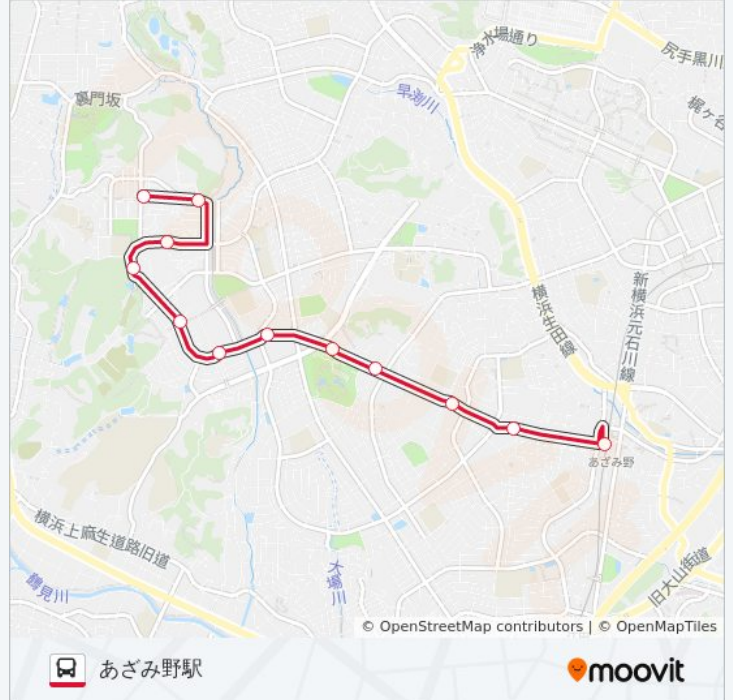 浄水場通り
尻手黒川
裏門坂
早渕川
梶ヶ谷
新横浜元石川線
横浜生田線
あざみ野
横浜上麻生道路旧道
大場川
旧大山街道
鶴見川
© OpenStreetMap contributors | © OpenMapTiles
あざみ野駅
moovit